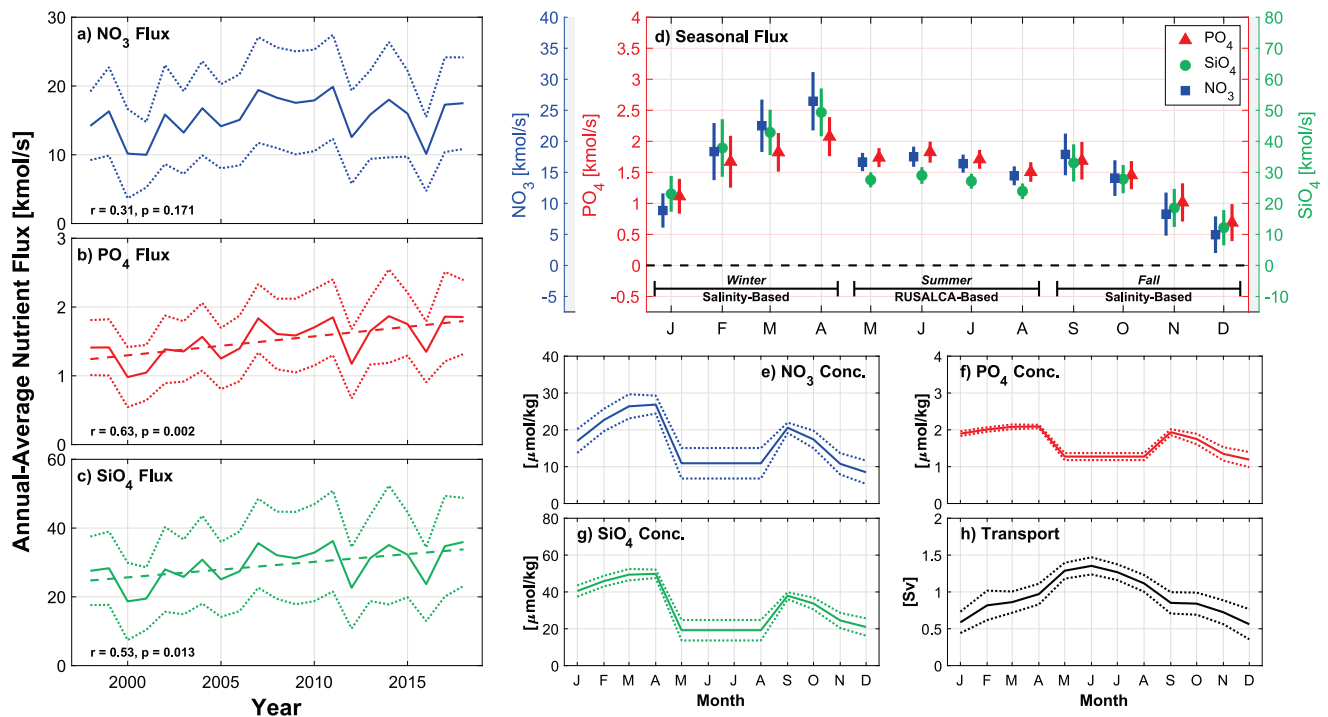 Annual-Average Nutrient Flux [kmol/s]
a) NO3 Flux
30
20
10
0
r = 0.31, p = 0.171
b) PO4 Flux
3
2
1
0
r = 0.63, p = 0.002
c) SiO4 Flux
60
40
20
0
r = 0.53, p = 0.013
2000 2005 2010 2015
Year
d) Seasonal Flux
NO3 [kmol/s]
40
35
30
25
20
15
10
5
0
-5
PO4 [kmol/s]
4
3.5
3
2.5
2
1.5
1
0.5
0
-0.5
SiO4 [kmol/s]
80
70
60
50
40
30
20
10
0
-10
PO4
SiO4
NO3
Winter
Salinity-Based
Summer
RUSALCA-Based
Fall
Salinity-Based
J F M A M J J A S O N D
e) NO3 Conc.
[μmol/kg]
40
30
20
10
0
f) PO4 Conc.
[μmol/kg]
4
3
2
1
0
g) SiO4 Conc.
[μmol/kg]
80
60
40
20
0
J F M A M J J A S O N D
Month
h) Transport
[Sv]
2
1.5
1
0.5
0
J F M A M J J A S O N D
Month